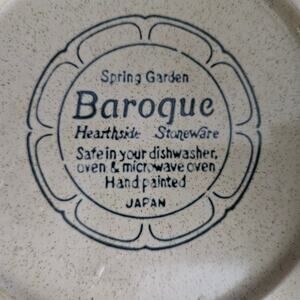 Spring Garden
Baroque
Hearthside Stoneware
Safe in your dishwasher,
oven & microwave oven
Hand painted
JAPAN